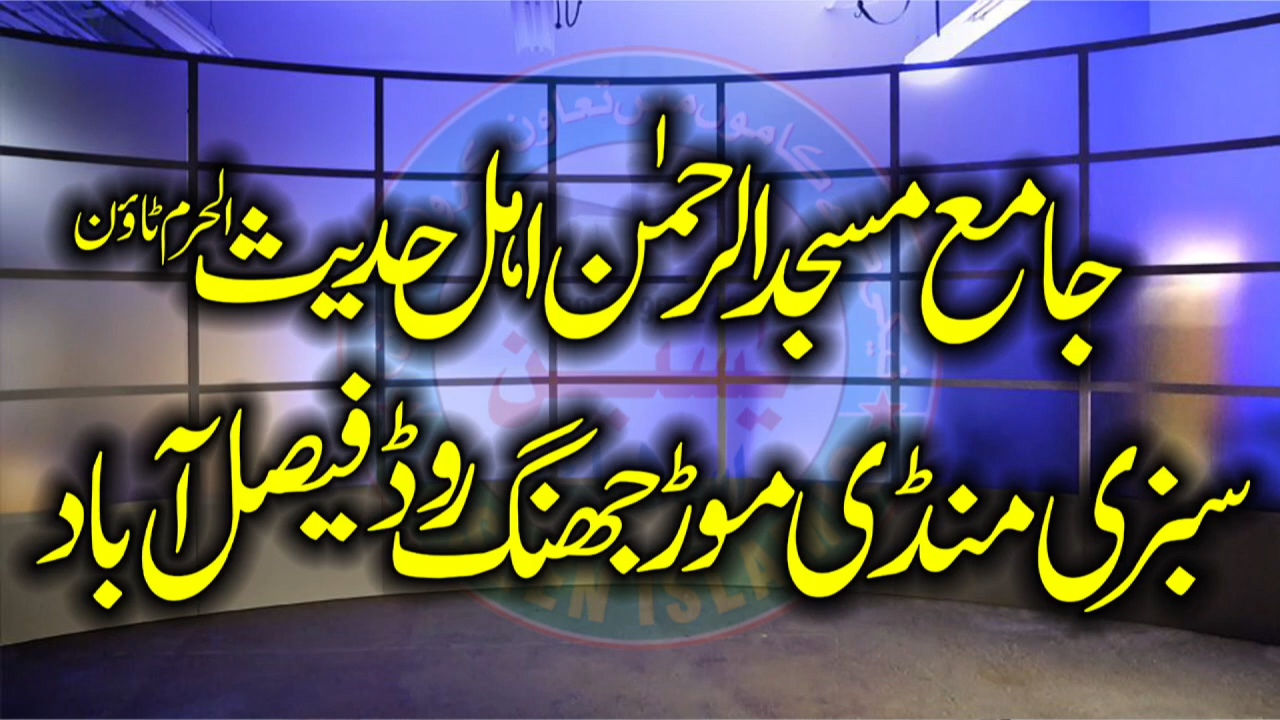 جامع مسجد الرحمٰن اہل حدیث الحرم ٹاؤن
سبزی منڈی موڑ جھنگ روڈ فیصل آباد